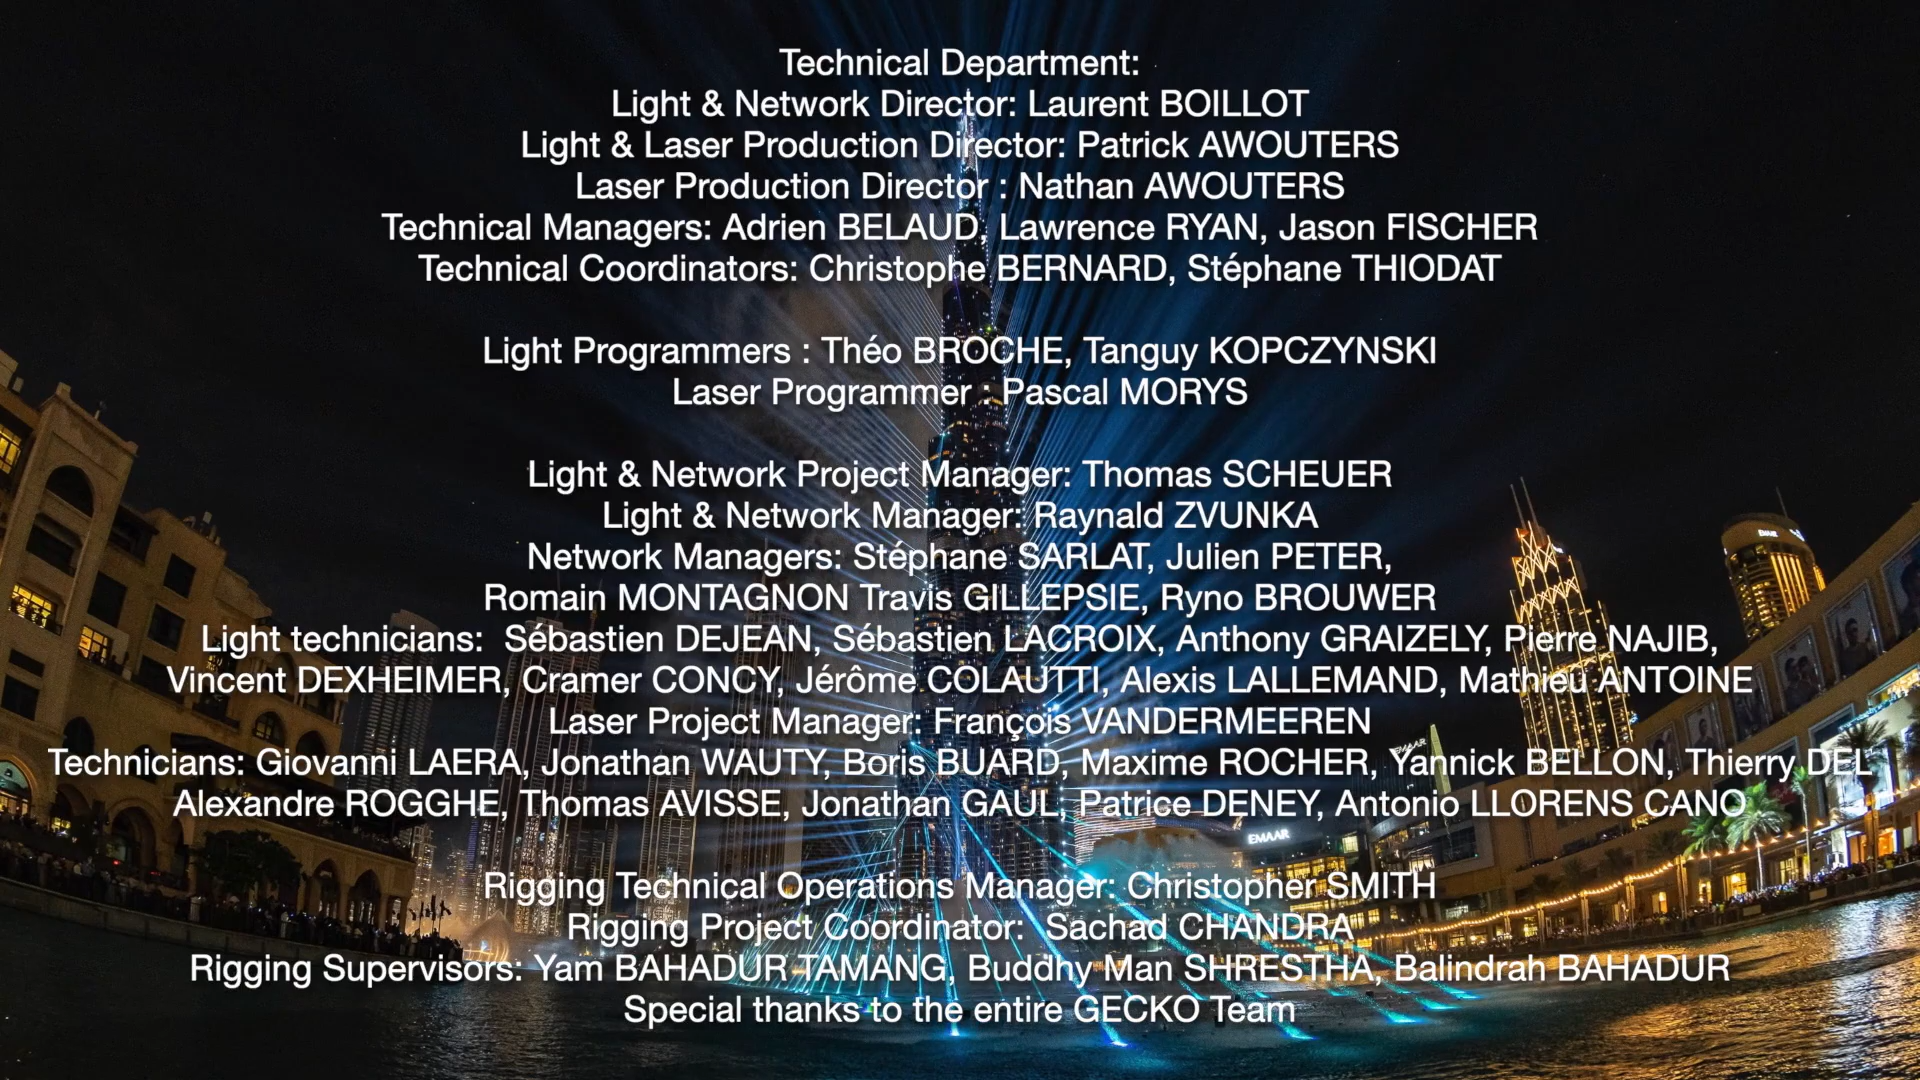 Technical Department:
Light & Network Director: Laurent BOILLOT
Light & Laser Production Director: Patrick AWOUTERS
Laser Production Director : Nathan AWOUTERS
Technical Managers: Adrien BELAUD, Lawrence RYAN, Jason FISCHER
Technical Coordinators: Christophe BERNARD, Stéphane THIODAT
Light Programmers : Théo BROCHE, Tanguy KOPCZYNSKI
Laser Programmer : Pascal MORYS
Light & Network Project Manager: Thomas SCHEUER
Light & Network Manager: Raynald ZVUNKA
Network Managers: Stéphane SARLAT, Julien PETER,
Romain MONTAGNON Travis GILLEPSIE, Ryno BROUWER
Light technicians:  Sébastien DEJEAN, Sébastien LACROIX, Anthony GRAIZELY, Pierre NAJIB,
Vincent DEXHEIMER, Cramer CONCY, Jérôme COLAUTTI, Alexis LALLEMAND, Mathieu ANTOINE
Laser Project Manager: François VANDERMEEREN
Technicians: Giovanni LAERA, Jonathan WAUTY, Boris BUARD, Maxime ROCHER, Yannick BELLON, Thierry DEL
Alexandre ROGGHE, Thomas AVISSE, Jonathan GAUL, Patrice DENEY, Antonio LLORENS CANO
Rigging Technical Operations Manager: Christopher SMITH
Rigging Project Coordinator:  Sachad CHANDRA
Rigging Supervisors: Yam BAHADUR TAMANG, Buddhy Man SHRESTHA, Balindrah BAHADUR
Special thanks to the entire GECKO Team
EMAAR
EMAAR
EMAAR